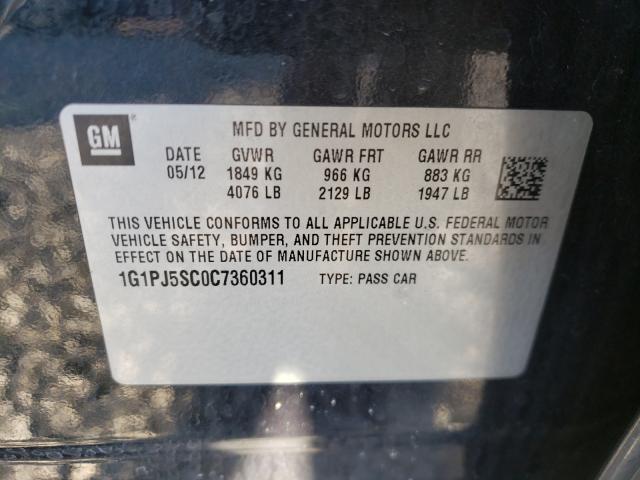 GM
MFD BY GENERAL MOTORS LLC
DATE GVWR GAWR FRT GAWR RR
05/12 1849 KG 966 KG 883 KG
4076 LB 2129 LB 1947 LB
THIS VEHICLE CONFORMS TO ALL APPLICABLE U.S. FEDERAL MOTOR
VEHICLE SAFETY, BUMPER, AND THEFT PREVENTION STANDARDS IN
EFFECT ON THE DATE OF MANUFACTURE SHOWN ABOVE.
1G1PJ5SC0C7360311 TYPE: PASS CAR